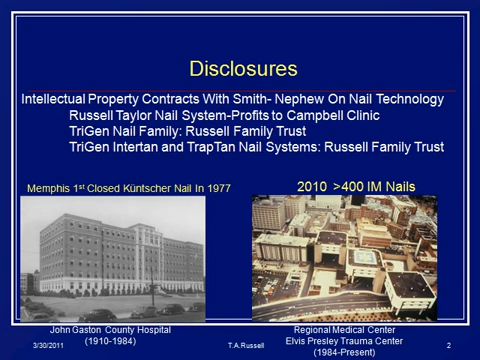 Disclosures
Intellectual Property Contracts With Smith- Nephew On Nail Technology
Russell Taylor Nail System-Profits to Campbell Clinic
TriGen Nail Family: Russell Family Trust
TriGen Intertan and TrapTan Nail Systems: Russell Family Trust
Memphis 1st Closed Küntscher Nail In 1977
2010 >400 IM Nails
John Gaston County Hospital
(1910-1984)
Regional Medical Center
Elvis Presley Trauma Center
(1984-Present)
3/30/2011
T.A.Russell
2